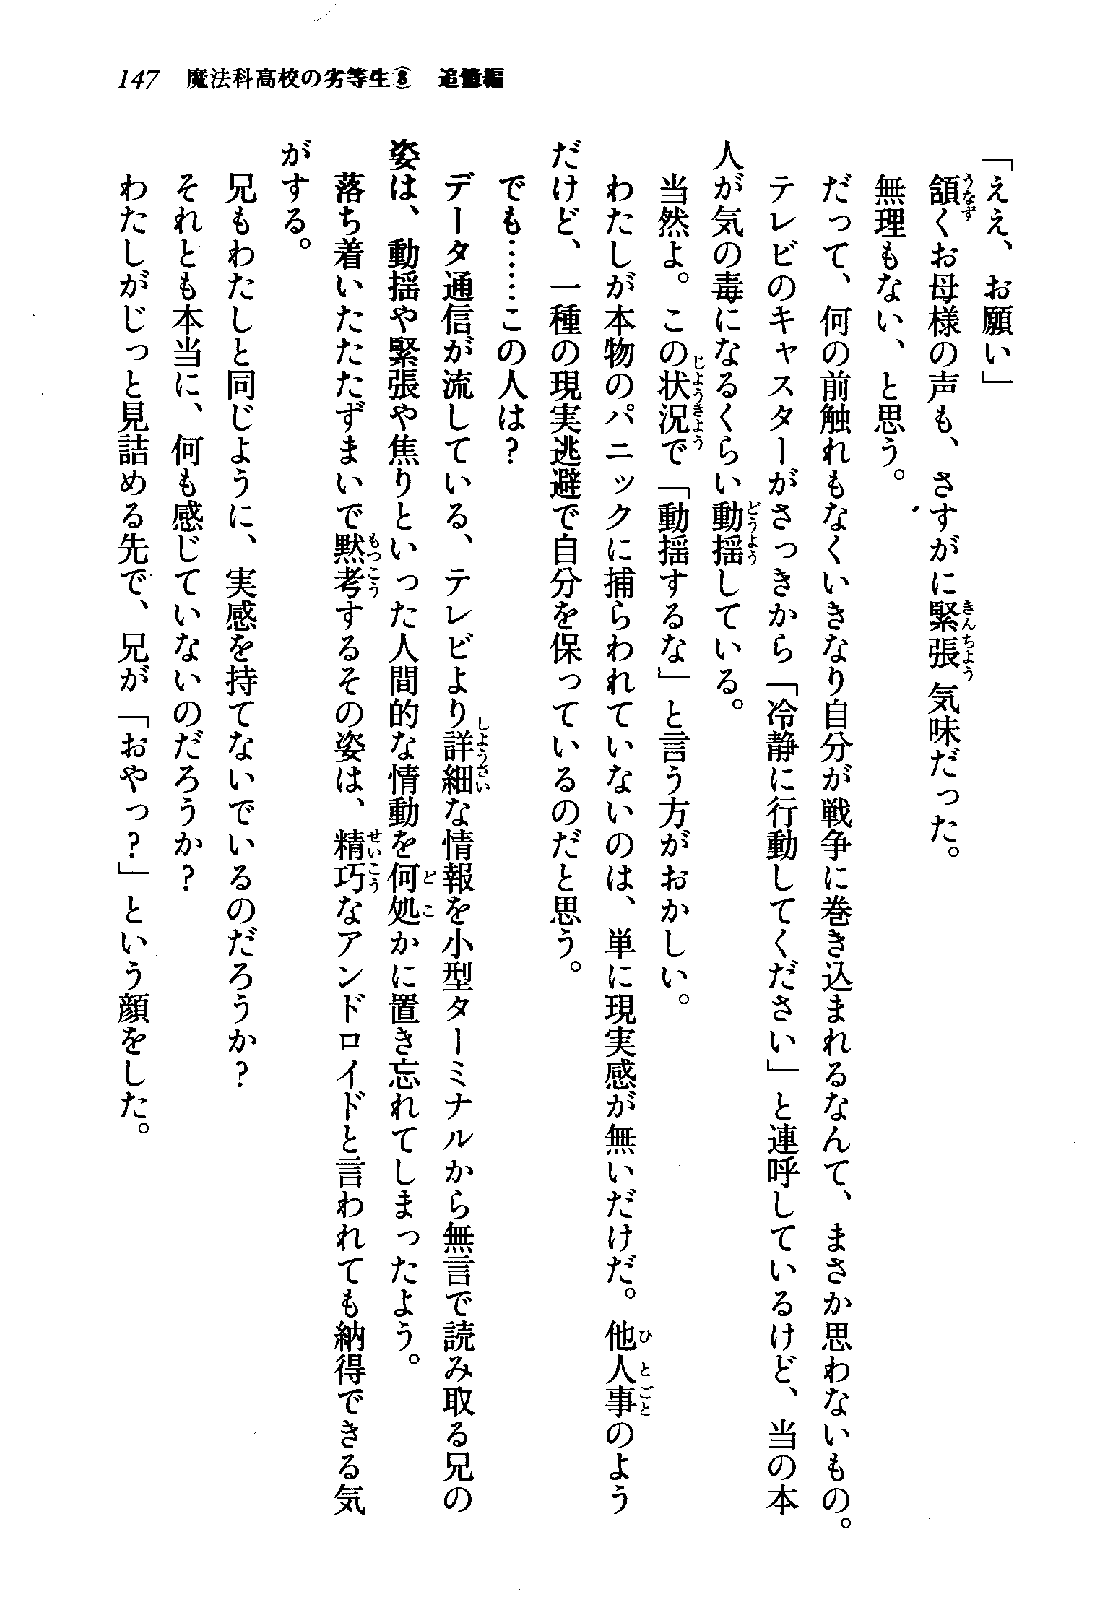 147 魔法科高校の劣等生⑧ 追憶編
「ええ、お願い」
頷くお母様の声も、さすがに緊張気味だった。
無理もない、と思う。
だって、何の前触れもなくいきなり自分が戦争に巻き込まれるなんて、まさか思わないもの。
テレビのキャスターがさっきから「冷静に行動してください」と連呼しているけど、当の本
人が気の毒になるくらい動揺している。
当然よ。この状況で「動揺するな」と言う方がおかしい。
わたしが本物のパニックに捕らわれていないのは、単に現実感が無いだけだ。他人事のよう
だけど、一種の現実逃避で自分を保っているのだと思う。
でも……この人は?
データ通信が流している、テレビより詳細な情報を小型ターミナルから無言で読み取る兄の
姿は、動揺や緊張や焦りといった人間的な情動を何処かに置き忘れてしまったよう。
落ち着いたたたずまいで黙考するその姿は、精巧なアンドロイドと言われても納得できる気
がする。
兄もわたしと同じように、実感を持てないでいるのだろうか?
それとも本当に、何も感じていないのだろうか?
わたしがじっと見詰める先で、兄が「おやっ?」という顔をした。